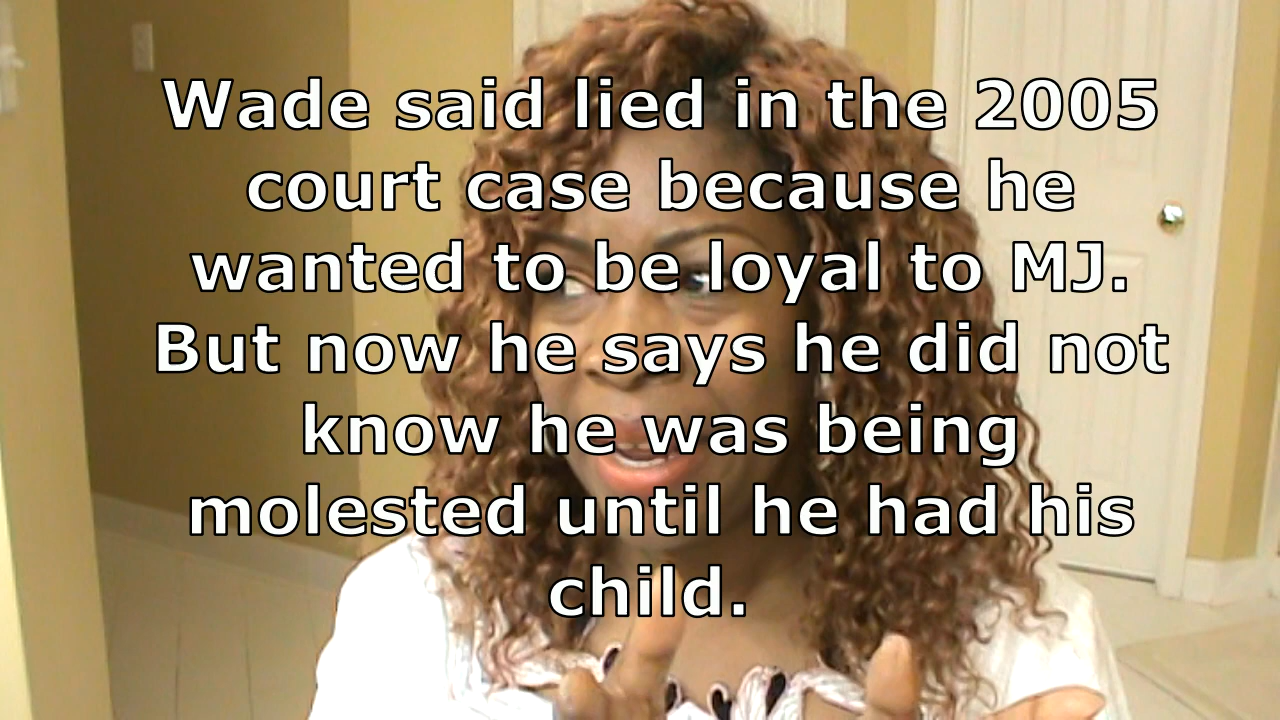 Wade said lied in the 2005
court case because he
wanted to be loyal to MJ.
But now he says he did not
know he was being
molested until he had his
child.